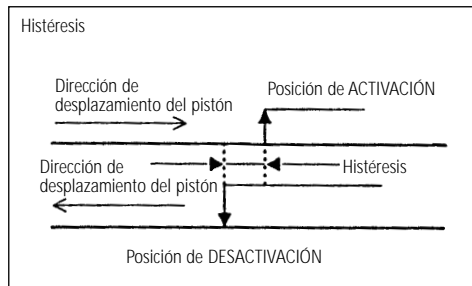 Histéresis
Dirección de
desplazamiento del pistón
Posición de ACTIVACIÓN
Dirección de
desplazamiento del pistón
Histéresis
Posición de DESACTIVACIÓN